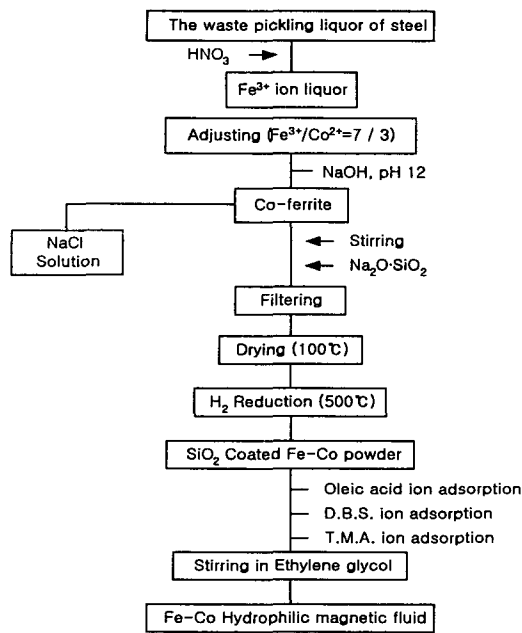 The waste pickling liquor of steel
HNO₃
Fe³⁺ ion liquor
Adjusting (Fe³⁺/Co²⁺=7 / 3)
NaOH, pH 12
Co-ferrite
NaCl
Solution
Stirring
Na₂O·SiO₂
Filtering
Drying (100℃)
H₂ Reduction (500℃)
SiO₂ Coated Fe-Co powder
Oleic acid ion adsorption
D.B.S. ion adsorption
T.M.A. ion adsorption
Stirring in Ethylene glycol
Fe-Co Hydrophilic magnetic fluid